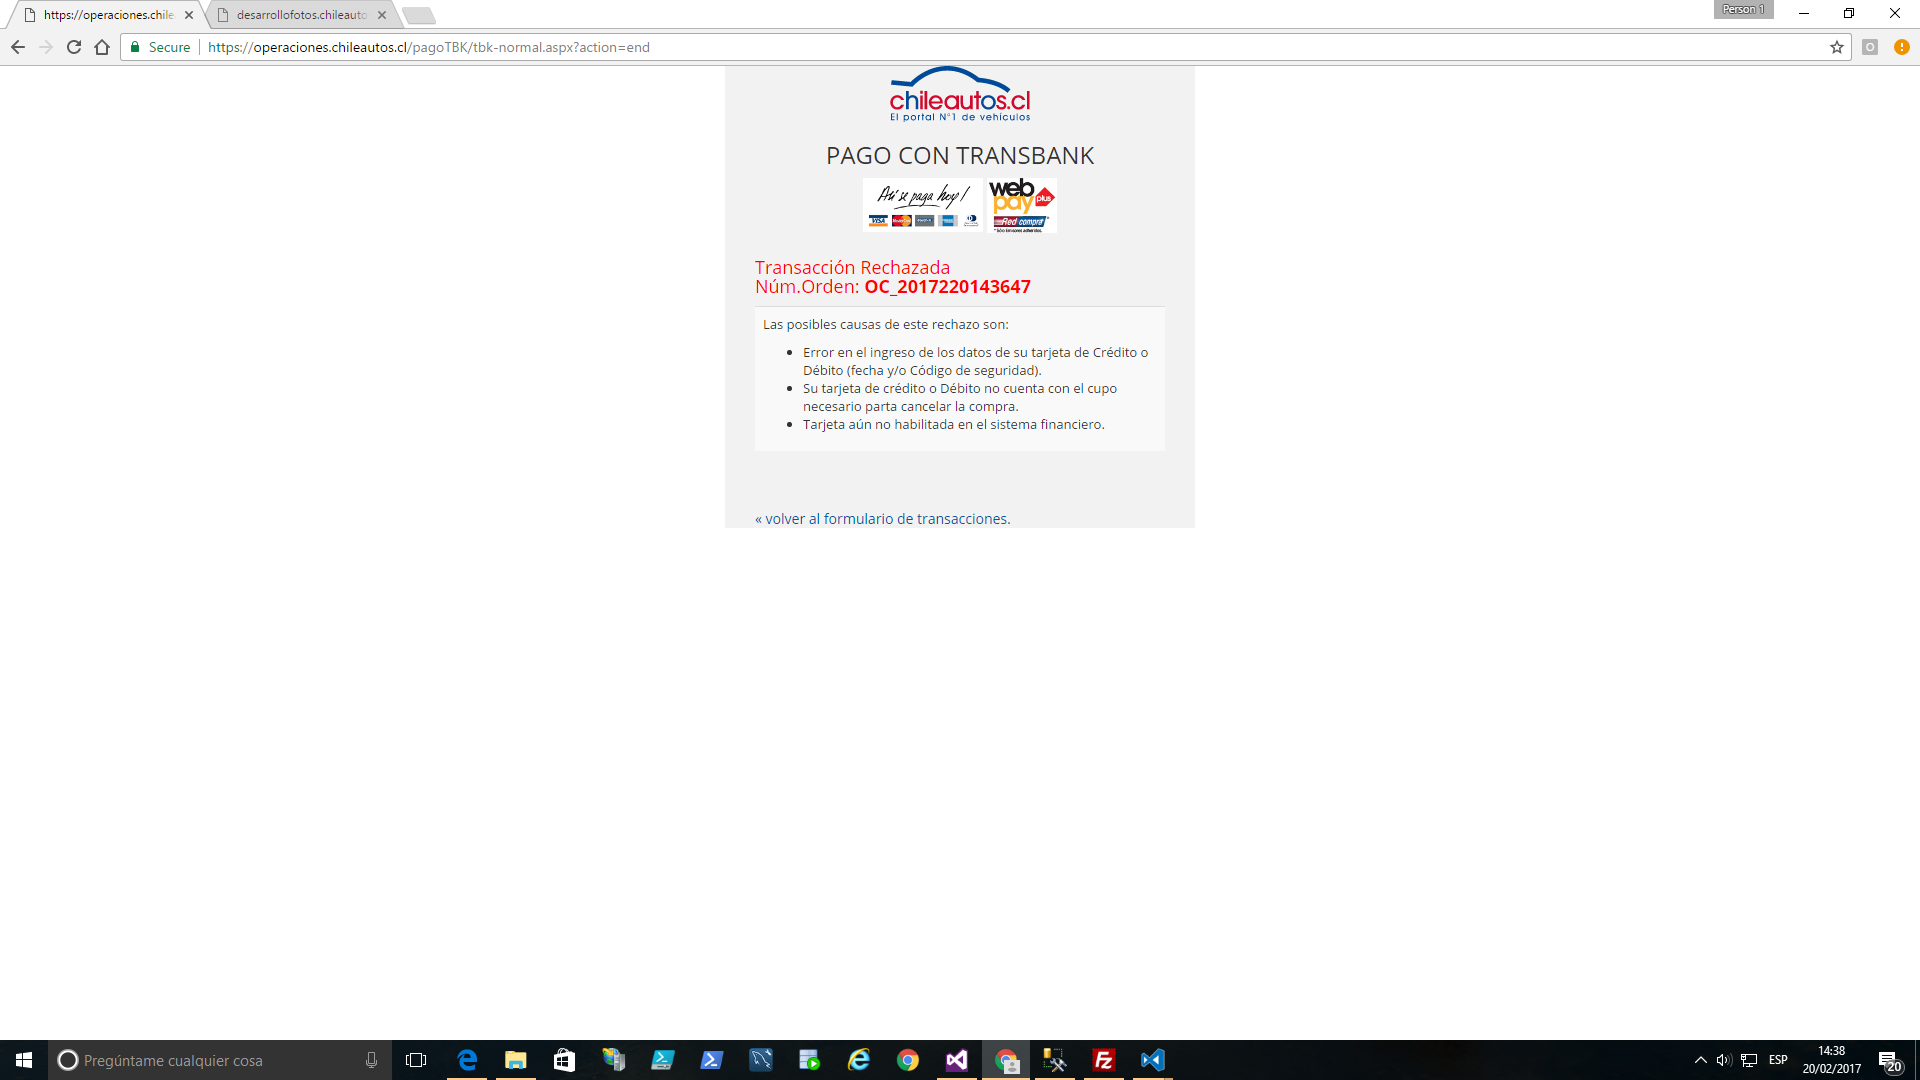 https://operaciones.chile
desarrollofotos.chileauto
Person 1
Secure
https://operaciones.chileautos.cl/pagoTBK/tbk-normal.aspx?action=end
chileautos.cl
El portal N°1 de vehículos
PAGO CON TRANSBANK
Así se paga hoy!
VISA
web
pay
plus
Red compra
Transacción Rechazada
Núm.Orden: OC_2017220143647
Las posibles causas de este rechazo son:
Error en el ingreso de los datos de su tarjeta de Crédito o
Débito (fecha y/o Código de seguridad).
Su tarjeta de crédito o Débito no cuenta con el cupo
necesario parta cancelar la compra.
Tarjeta aún no habilitada en el sistema financiero.
« volver al formulario de transacciones.
Pregúntame cualquier cosa
ESP
14:38
20/02/2017
20